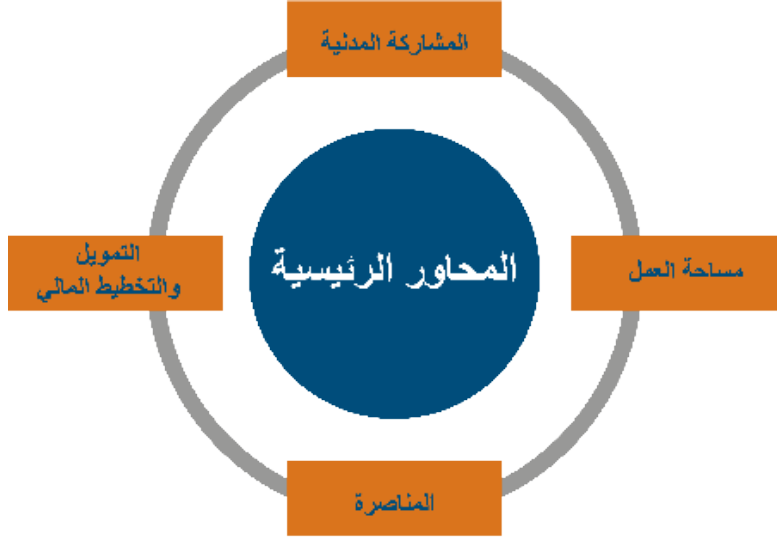 المشاركة المدنية
المحاور الرئيسية
مساحة العمل
التمويل
والتخطيط المالي
المناصرة